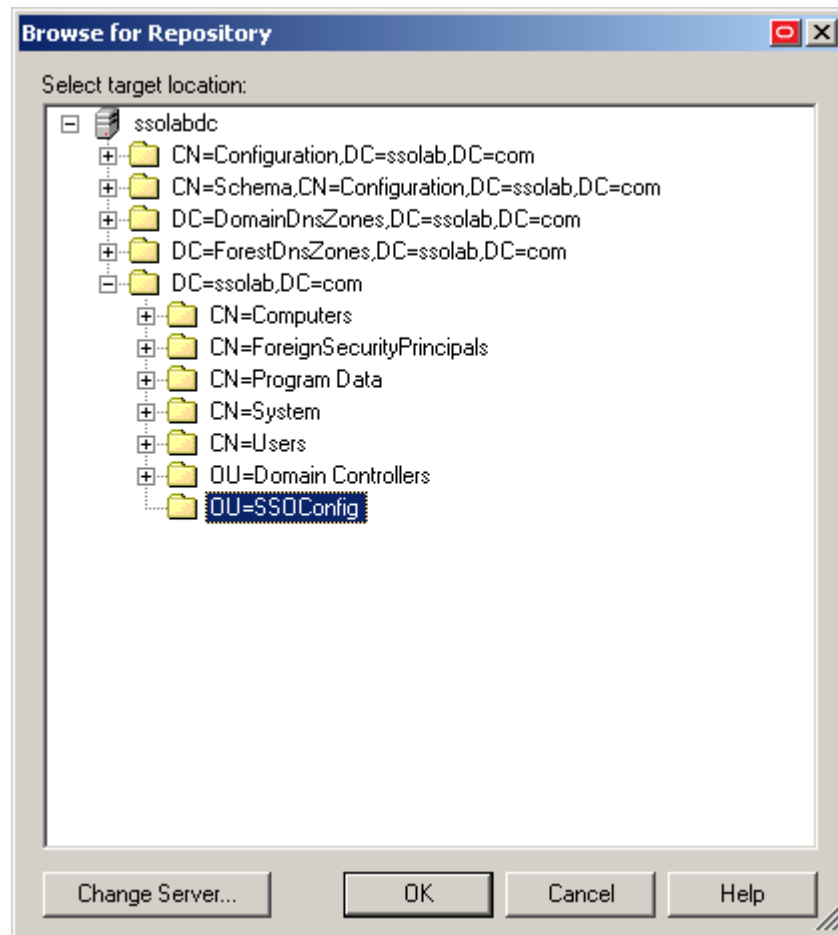 Browse for Repository
Select target location:
ssolabdc
CN=Configuration,DC=ssolab,DC=com
CN=Schema,CN=Configuration,DC=ssolab,DC=com
DC=DomainDnsZones,DC=ssolab,DC=com
DC=ForestDnsZones,DC=ssolab,DC=com
DC=ssolab,DC=com
CN=Computers
CN=ForeignSecurityPrincipals
CN=Program Data
CN=System
CN=Users
OU=Domain Controllers
OU=SSOConfig
Change Server... OK Cancel Help